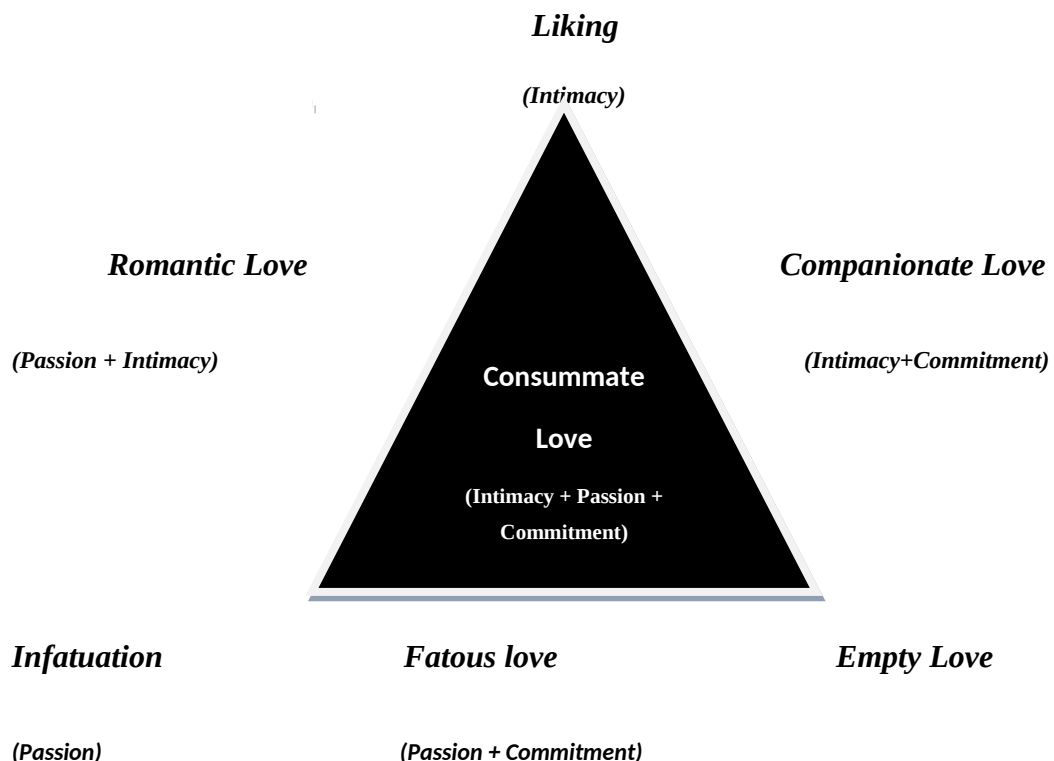 Liking
(Intimacy)
Romantic Love
Companionate Love
(Passion + Intimacy)
(Intimacy+Commitment)
Consummate
Love
(Intimacy + Passion +
Commitment)
Infatuation
Fatous love
Empty Love
(Passion)
(Passion + Commitment)